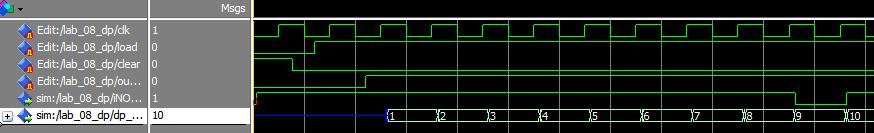 Msgs
Edit:/lab_08_dp/clk 1
Edit:/lab_08_dp/load 0
Edit:/lab_08_dp/clear 0
Edit:/lab_08_dp/ou... 0
sim:/lab_08_dp/iNO... 1
sim:/lab_08_dp/dp_... 10 1 2 3 4 5 6 7 8 9 10